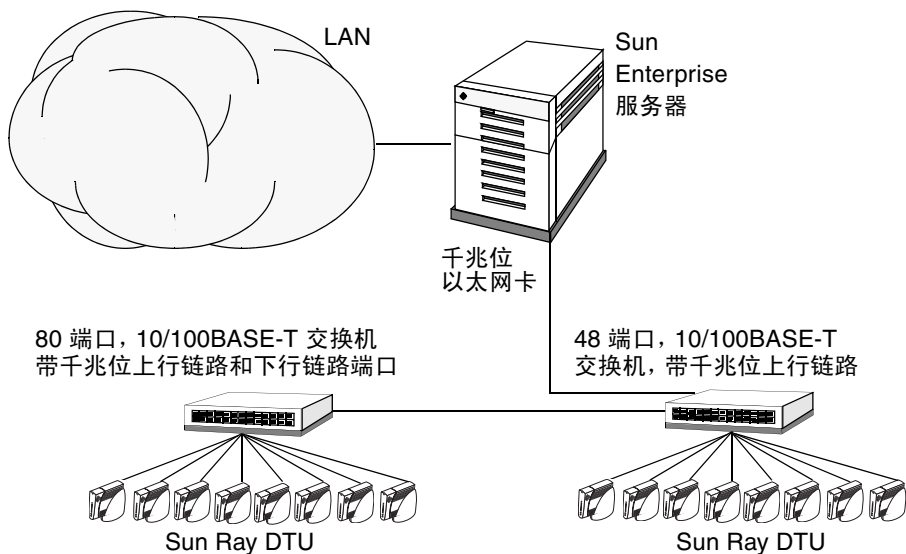 LAN
Sun
Enterprise
服务器
千兆位
以太网卡
80 端口，10/100BASE-T 交换机
带千兆位上行链路和下行链路端口
48 端口，10/100BASE-T
交换机，带千兆位上行链路
Sun Ray DTU
Sun Ray DTU